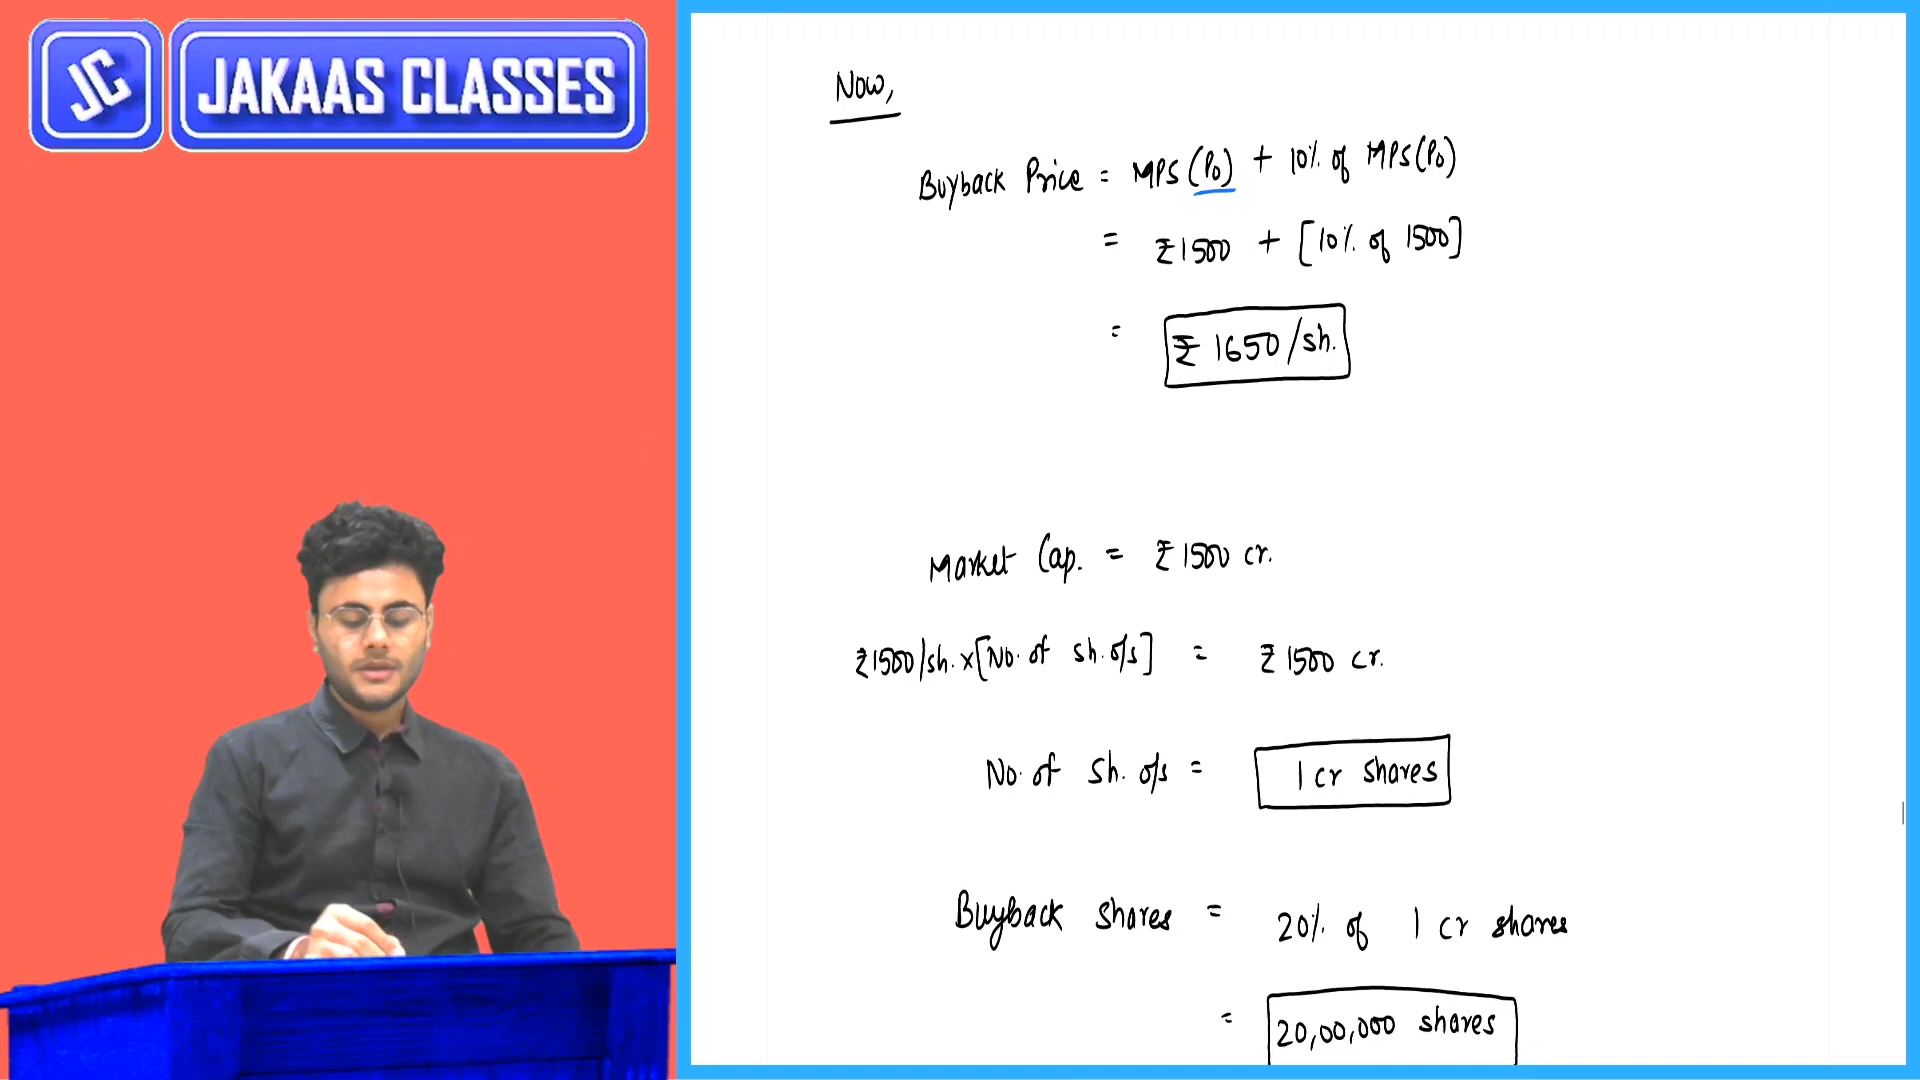 JC JAKAAS CLASSES
Now,
Buyback Price = MPS (P₀) + 10% of MPS (P₀)
= ₹1500 + [10% of 1500]
= ₹ 1650/sh.
Market Cap. = ₹1500 cr.
₹1500/sh. × [No. of sh. o/s] = ₹1500 cr.
No. of sh. o/s = 1 cr shares
Buyback shares = 20% of 1 cr shares
= 20,00,000 shares